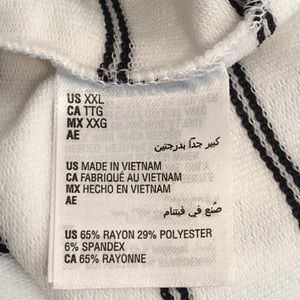 US XXL
CA TTG
MX XXG
AE
كبير جدًا بدرجتين
US MADE IN VIETNAM
CA FABRIQUÉ AU VIETNAM
MX HECHO EN VIETNAM
AE
صُنع في فيتنام
US 65% RAYON 29% POLYESTER
6% SPANDEX
CA 65% RAYONNE